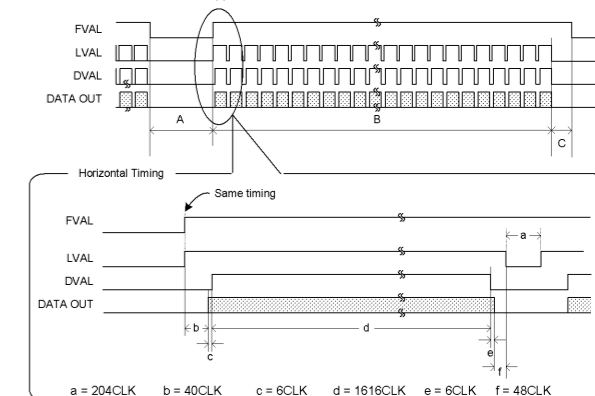 FVAL
LVAL
DVAL
DATA OUT
A
B
C
Horizontal Timing
Same timing
FVAL
LVAL
a
DVAL
DATA OUT
b
d
c
e
f
a = 204CLK b = 40CLK c = 6CLK d = 1616CLK e = 6CLK f = 48CLK